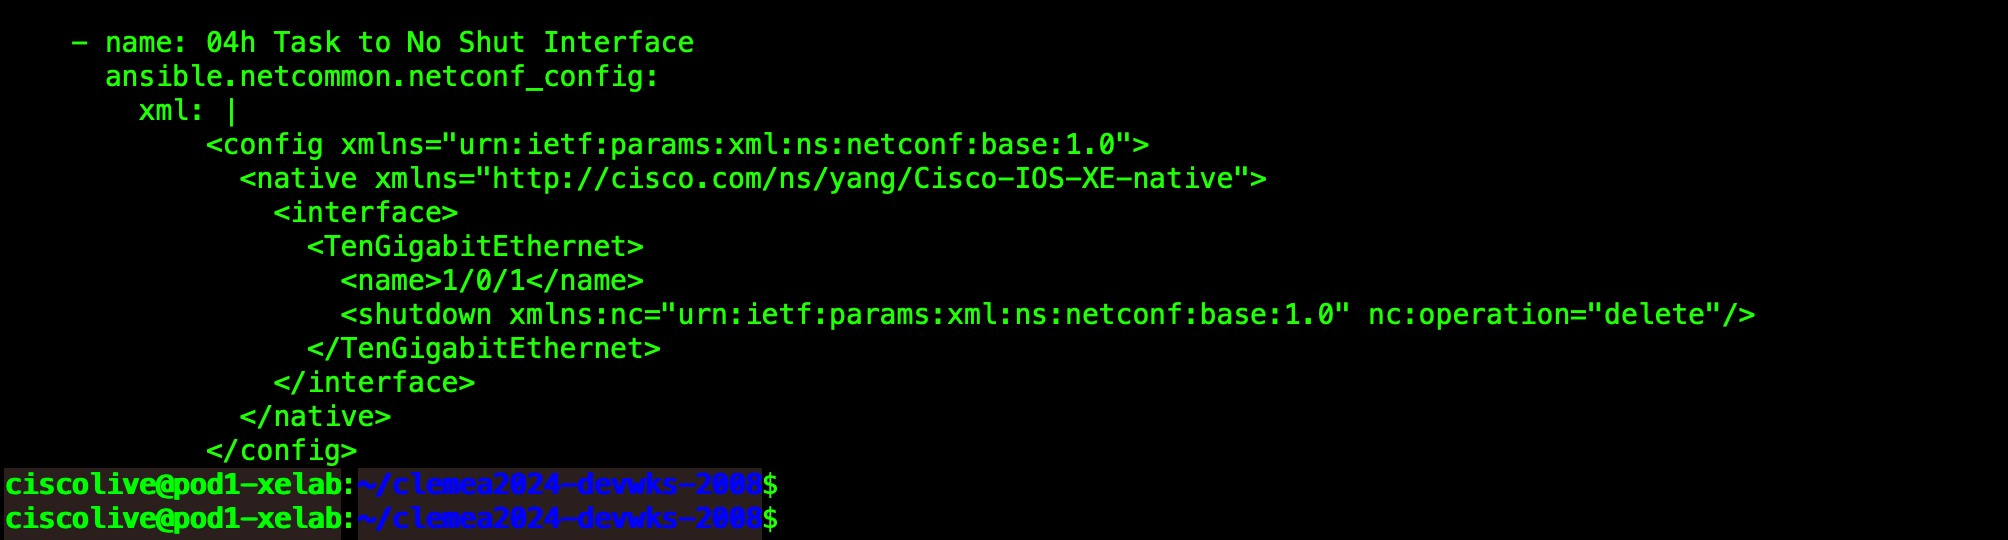 - name: 04h Task to No Shut Interface
ansible.netcommon.netconf_config:
xml: |
<config xmlns="urn:ietf:params:xml:ns:netconf:base:1.0">
<native xmlns="http://cisco.com/ns/yang/Cisco-IOS-XE-native">
<interface>
<TenGigabitEthernet>
<name>1/0/1</name>
<shutdown xmlns:nc="urn:ietf:params:xml:ns:netconf:base:1.0" nc:operation="delete"/>
</TenGigabitEthernet>
</interface>
</native>
</config>
ciscolive@pod1-xelab:~/clemea2024-devwks-2008$
ciscolive@pod1-xelab:~/clemea2024-devwks-2008$